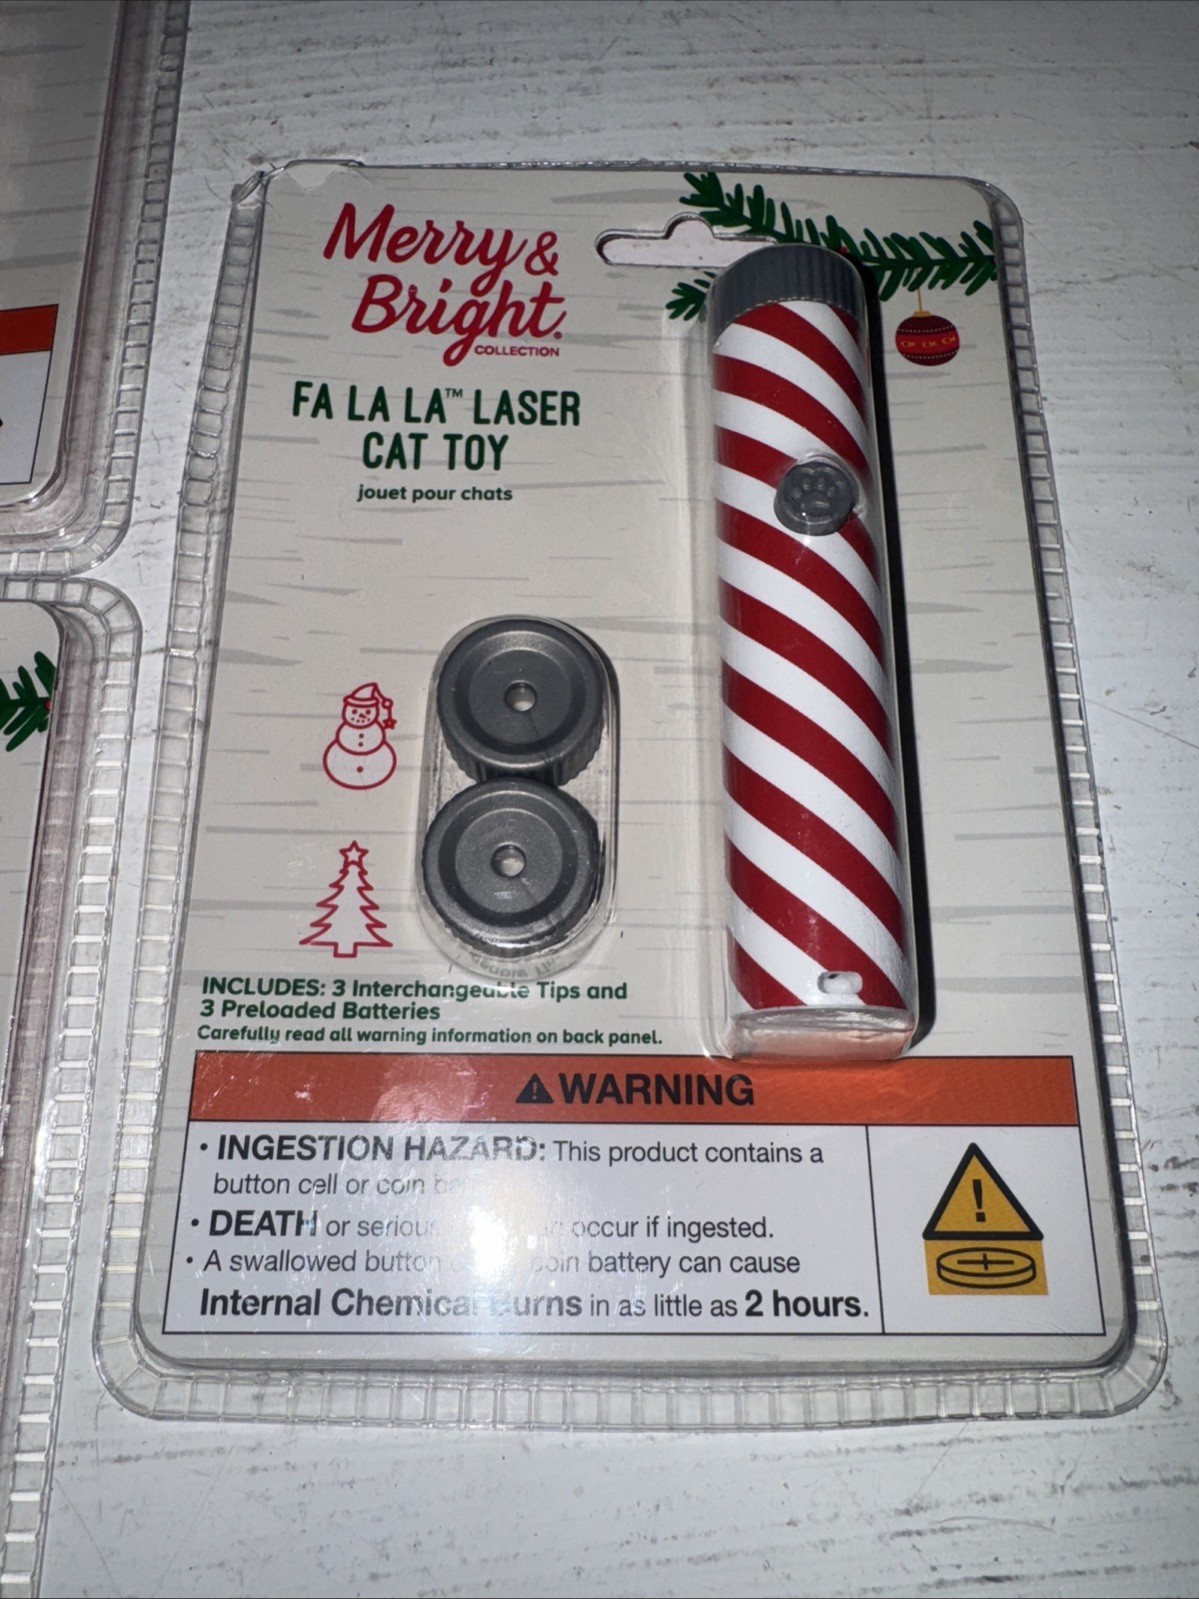 Merry &
Bright®
COLLECTION
FA LA LA™ LASER
CAT TOY
jouet pour chats
INCLUDES: 3 Interchangeable Tips and
3 Preloaded Batteries
Carefully read all warning information on back panel.
WARNING
• INGESTION HAZARD: This product contains a
button cell or coin
• DEATH or serious occur if ingested.
• A swallowed button coin battery can cause
Internal Chemical Burns in as little as 2 hours.